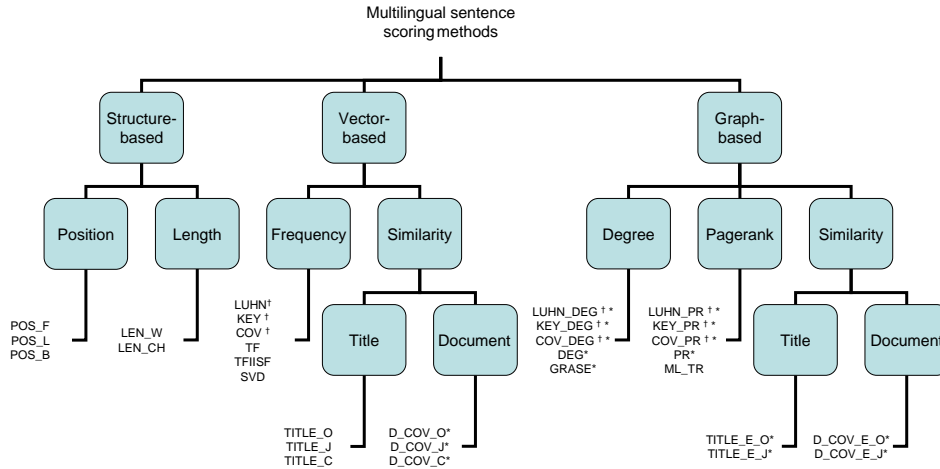 Multilingual sentence
scoring methods
Structure-
based
Vector-
based
Graph-
based
Position
Length
Frequency
Similarity
Degree
Pagerank
Similarity
POS_F
POS_L
POS_B
LEN_W
LEN_CH
LUHN†
KEY †
COV †
TF
TFIISF
SVD
Title
Document
LUHN_DEG † *
KEY_DEG † *
COV_DEG † *
DEG*
GRASE*
LUHN_PR † *
KEY_PR † *
COV_PR † *
PR*
ML_TR
Title
Document
TITLE_O
TITLE_J
TITLE_C
D_COV_O*
D_COV_J*
D_COV_C*
TITLE_E_O*
TITLE_E_J*
D_COV_E_O*
D_COV_E_J*